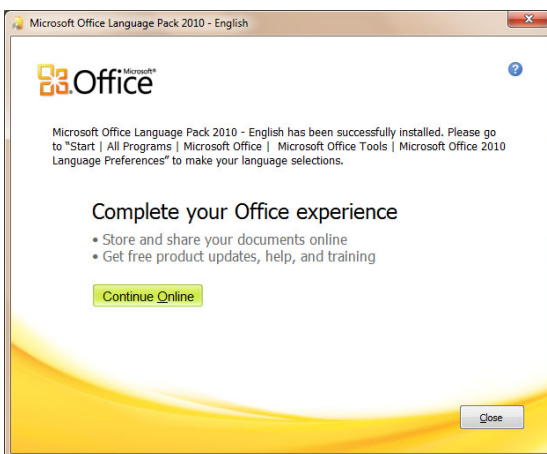 Microsoft Office Language Pack 2010 - English
Microsoft®
Office
Microsoft Office Language Pack 2010 - English has been successfully installed. Please go
to “Start | All Programs | Microsoft Office | Microsoft Office Tools | Microsoft Office 2010
Language Preferences” to make your language selections.
Complete your Office experience
• Store and share your documents online
• Get free product updates, help, and training
Continue Online
Close